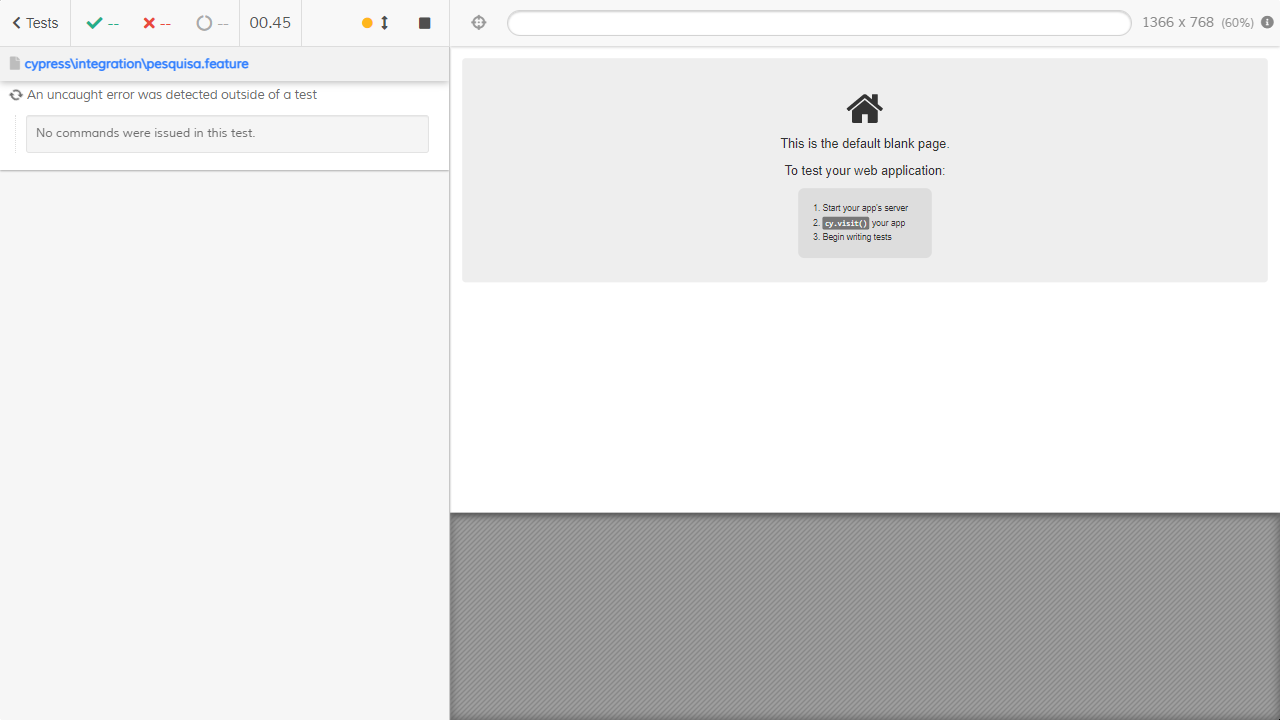 Tests -- -- -- 00.45
1366 x 768 (60%)
cypress\integration\pesquisa.feature
An uncaught error was detected outside of a test
No commands were issued in this test.
This is the default blank page.
To test your web application:
1. Start your app's server
2. cy.visit() your app
3. Begin writing tests